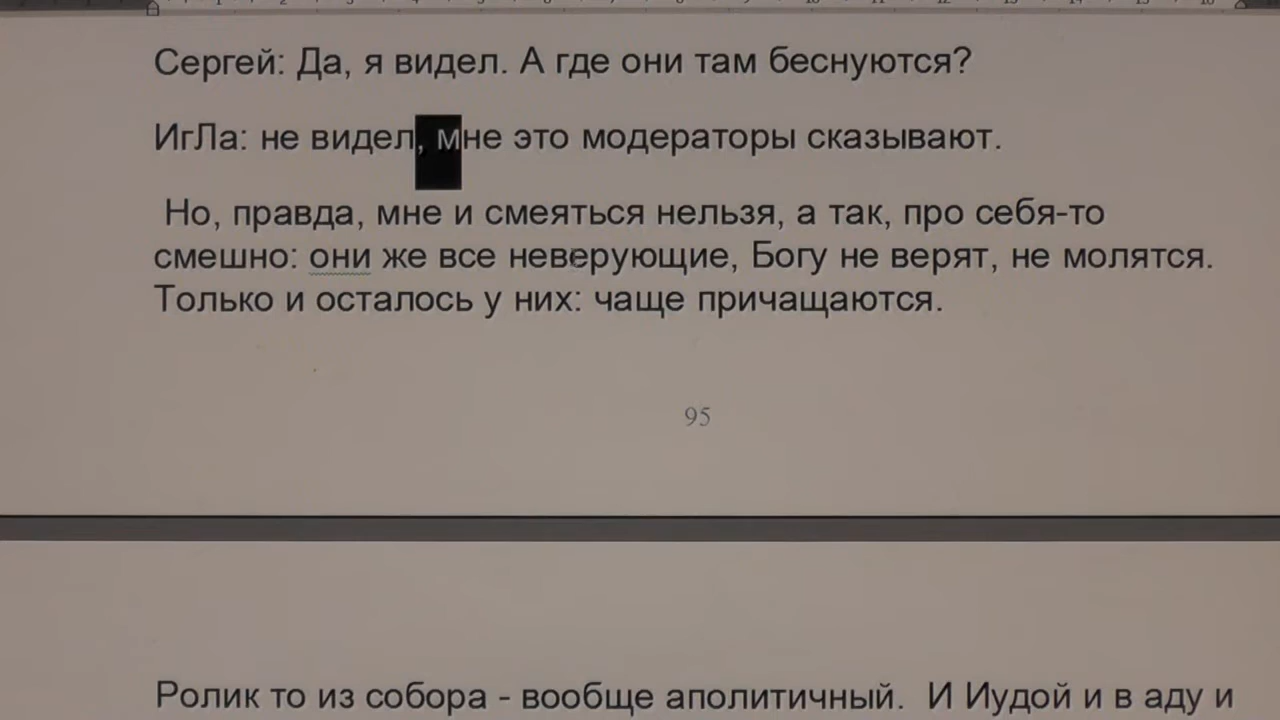 Сергей: Да, я видел. А где они там беснуются?
ИгЛа: не видел, мне это модераторы сказывают.
Но, правда, мне и смеяться нельзя, а так, про себя-то
смешно: они же все неверующие, Богу не верят, не молятся.
Только и осталось у них: чаще причащаются.
95
Ролик то из собора - вообще аполитичный. И Иудой и в аду и